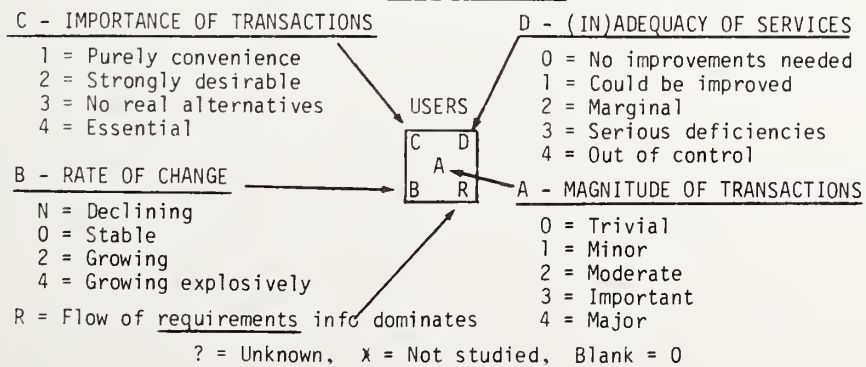 C - IMPORTANCE OF TRANSACTIONS
1 = Purely convenience
2 = Strongly desirable
3 = No real alternatives
4 = Essential
D - (IN)ADEQUACY OF SERVICES
0 = No improvements needed
1 = Could be improved
2 = Marginal
3 = Serious deficiencies
4 = Out of control
USERS
C D
A
B R
B - RATE OF CHANGE
N = Declining
0 = Stable
2 = Growing
4 = Growing explosively
A - MAGNITUDE OF TRANSACTIONS
0 = Trivial
1 = Minor
2 = Moderate
3 = Important
4 = Major
R = Flow of requirements info dominates
? = Unknown, X = Not studied, Blank = 0